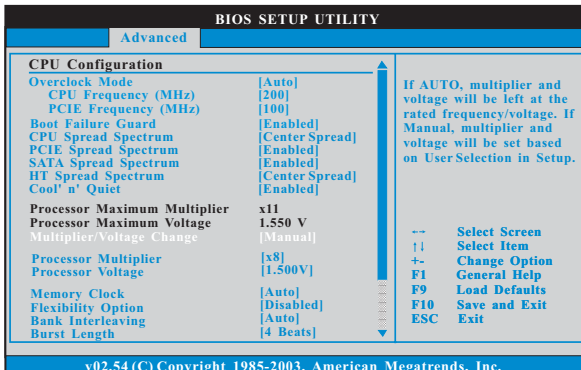 BIOS SETUP UTILITY
Advanced
CPU Configuration
Overclock Mode [Auto]
CPU Frequency (MHz) [200]
PCIE Frequency (MHz) [100]
Boot Failure Guard [Enabled]
CPU Spread Spectrum [Center Spread]
PCIE Spread Spectrum [Enabled]
SATA Spread Spectrum [Enabled]
HT Spread Spectrum [Center Spread]
Cool' n' Quiet [Enabled]
Processor Maximum Multiplier x11
Processor Maximum Voltage 1.550 V
Multiplier/Voltage Change [Manual]
Processor Multiplier [x8]
Processor Voltage [1.500V]
Memory Clock [Auto]
Flexibility Option [Disabled]
Bank Interleaving [Auto]
Burst Length [4 Beats]
If AUTO, multiplier and
voltage will be left at the
rated frequency/voltage. If
Manual, multiplier and
voltage will be set based
on User Selection in Setup.
←→ Select Screen
↑↓ Select Item
+- Change Option
F1 General Help
F9 Load Defaults
F10 Save and Exit
ESC Exit
v02.54 (C) Copyright 1985-2003, American Megatrends, Inc.